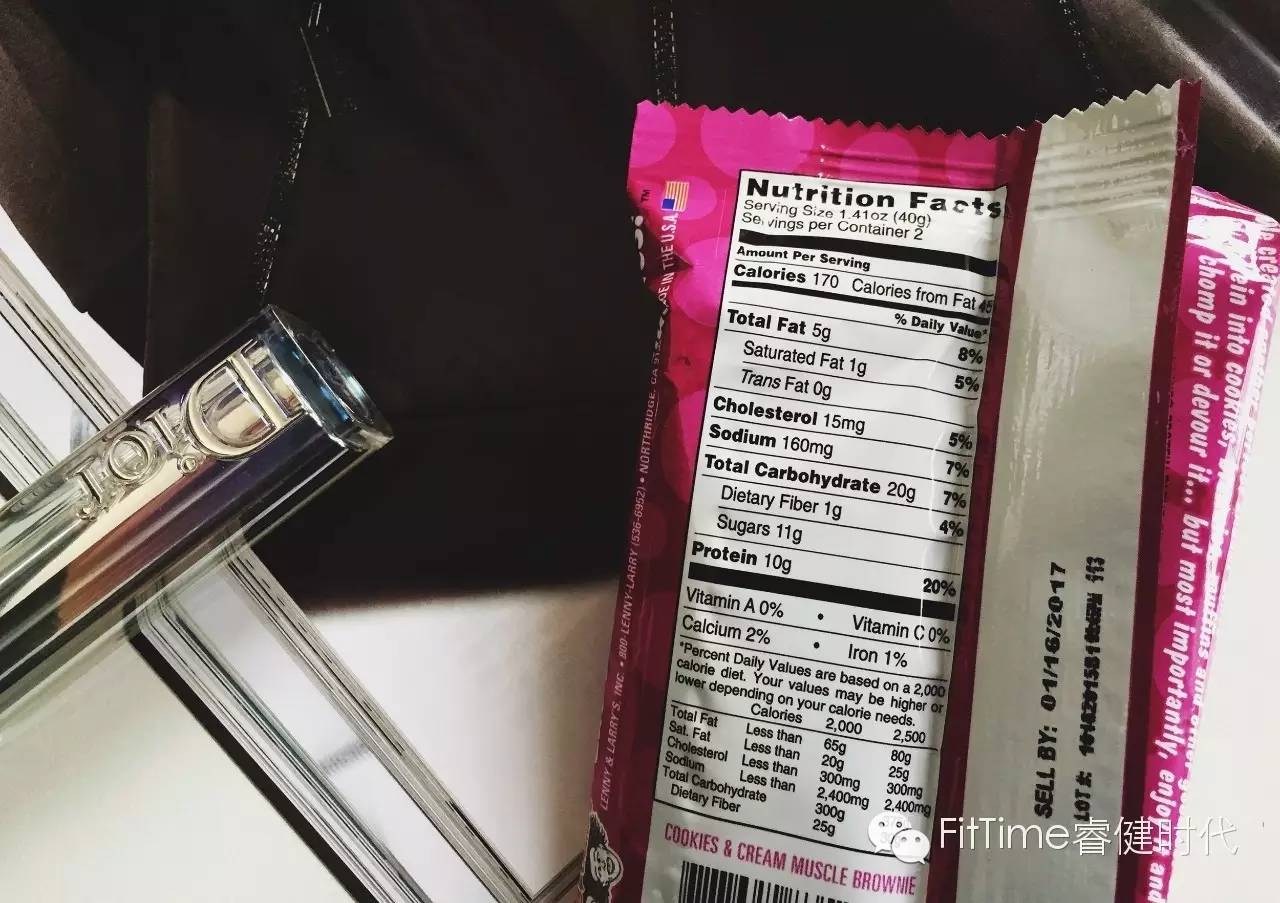 Dior
Nutrition Facts
Serving Size 1.41oz (40g)
Servings per Container 2
Amount Per Serving
Calories 170 Calories from Fat 45
% Daily Value*
Total Fat 5g 8%
Saturated Fat 1g 5%
Trans Fat 0g
Cholesterol 15mg 5%
Sodium 160mg 7%
Total Carbohydrate 20g 7%
Dietary Fiber 1g 4%
Sugars 11g
Protein 10g 20%
Vitamin A 0% • Vitamin C 0%
Calcium 2% • Iron 1%
*Percent Daily Values are based on a 2,000
calorie diet. Your values may be higher or
lower depending on your calorie needs.
Calories 2,000 2,500
Total Fat Less than 65g 80g
Sat. Fat Less than 20g 25g
Cholesterol Less than 300mg 300mg
Sodium Less than 2,400mg 2,400mg
Total Carbohydrate 300g
Dietary Fiber 25g
COOKIES & CREAM MUSCLE BROWNIE
LENNY & LARRY'S, INC. • 800-LENNY-LARRY (536-6952) • NORTHRIDGE, CA IN THE U.S.A.
SELL BY: 01/16/2017
LOT #:
into cookies,
chomp it or devour it... but most importantly, enjoy it and
FitTime睿健时代